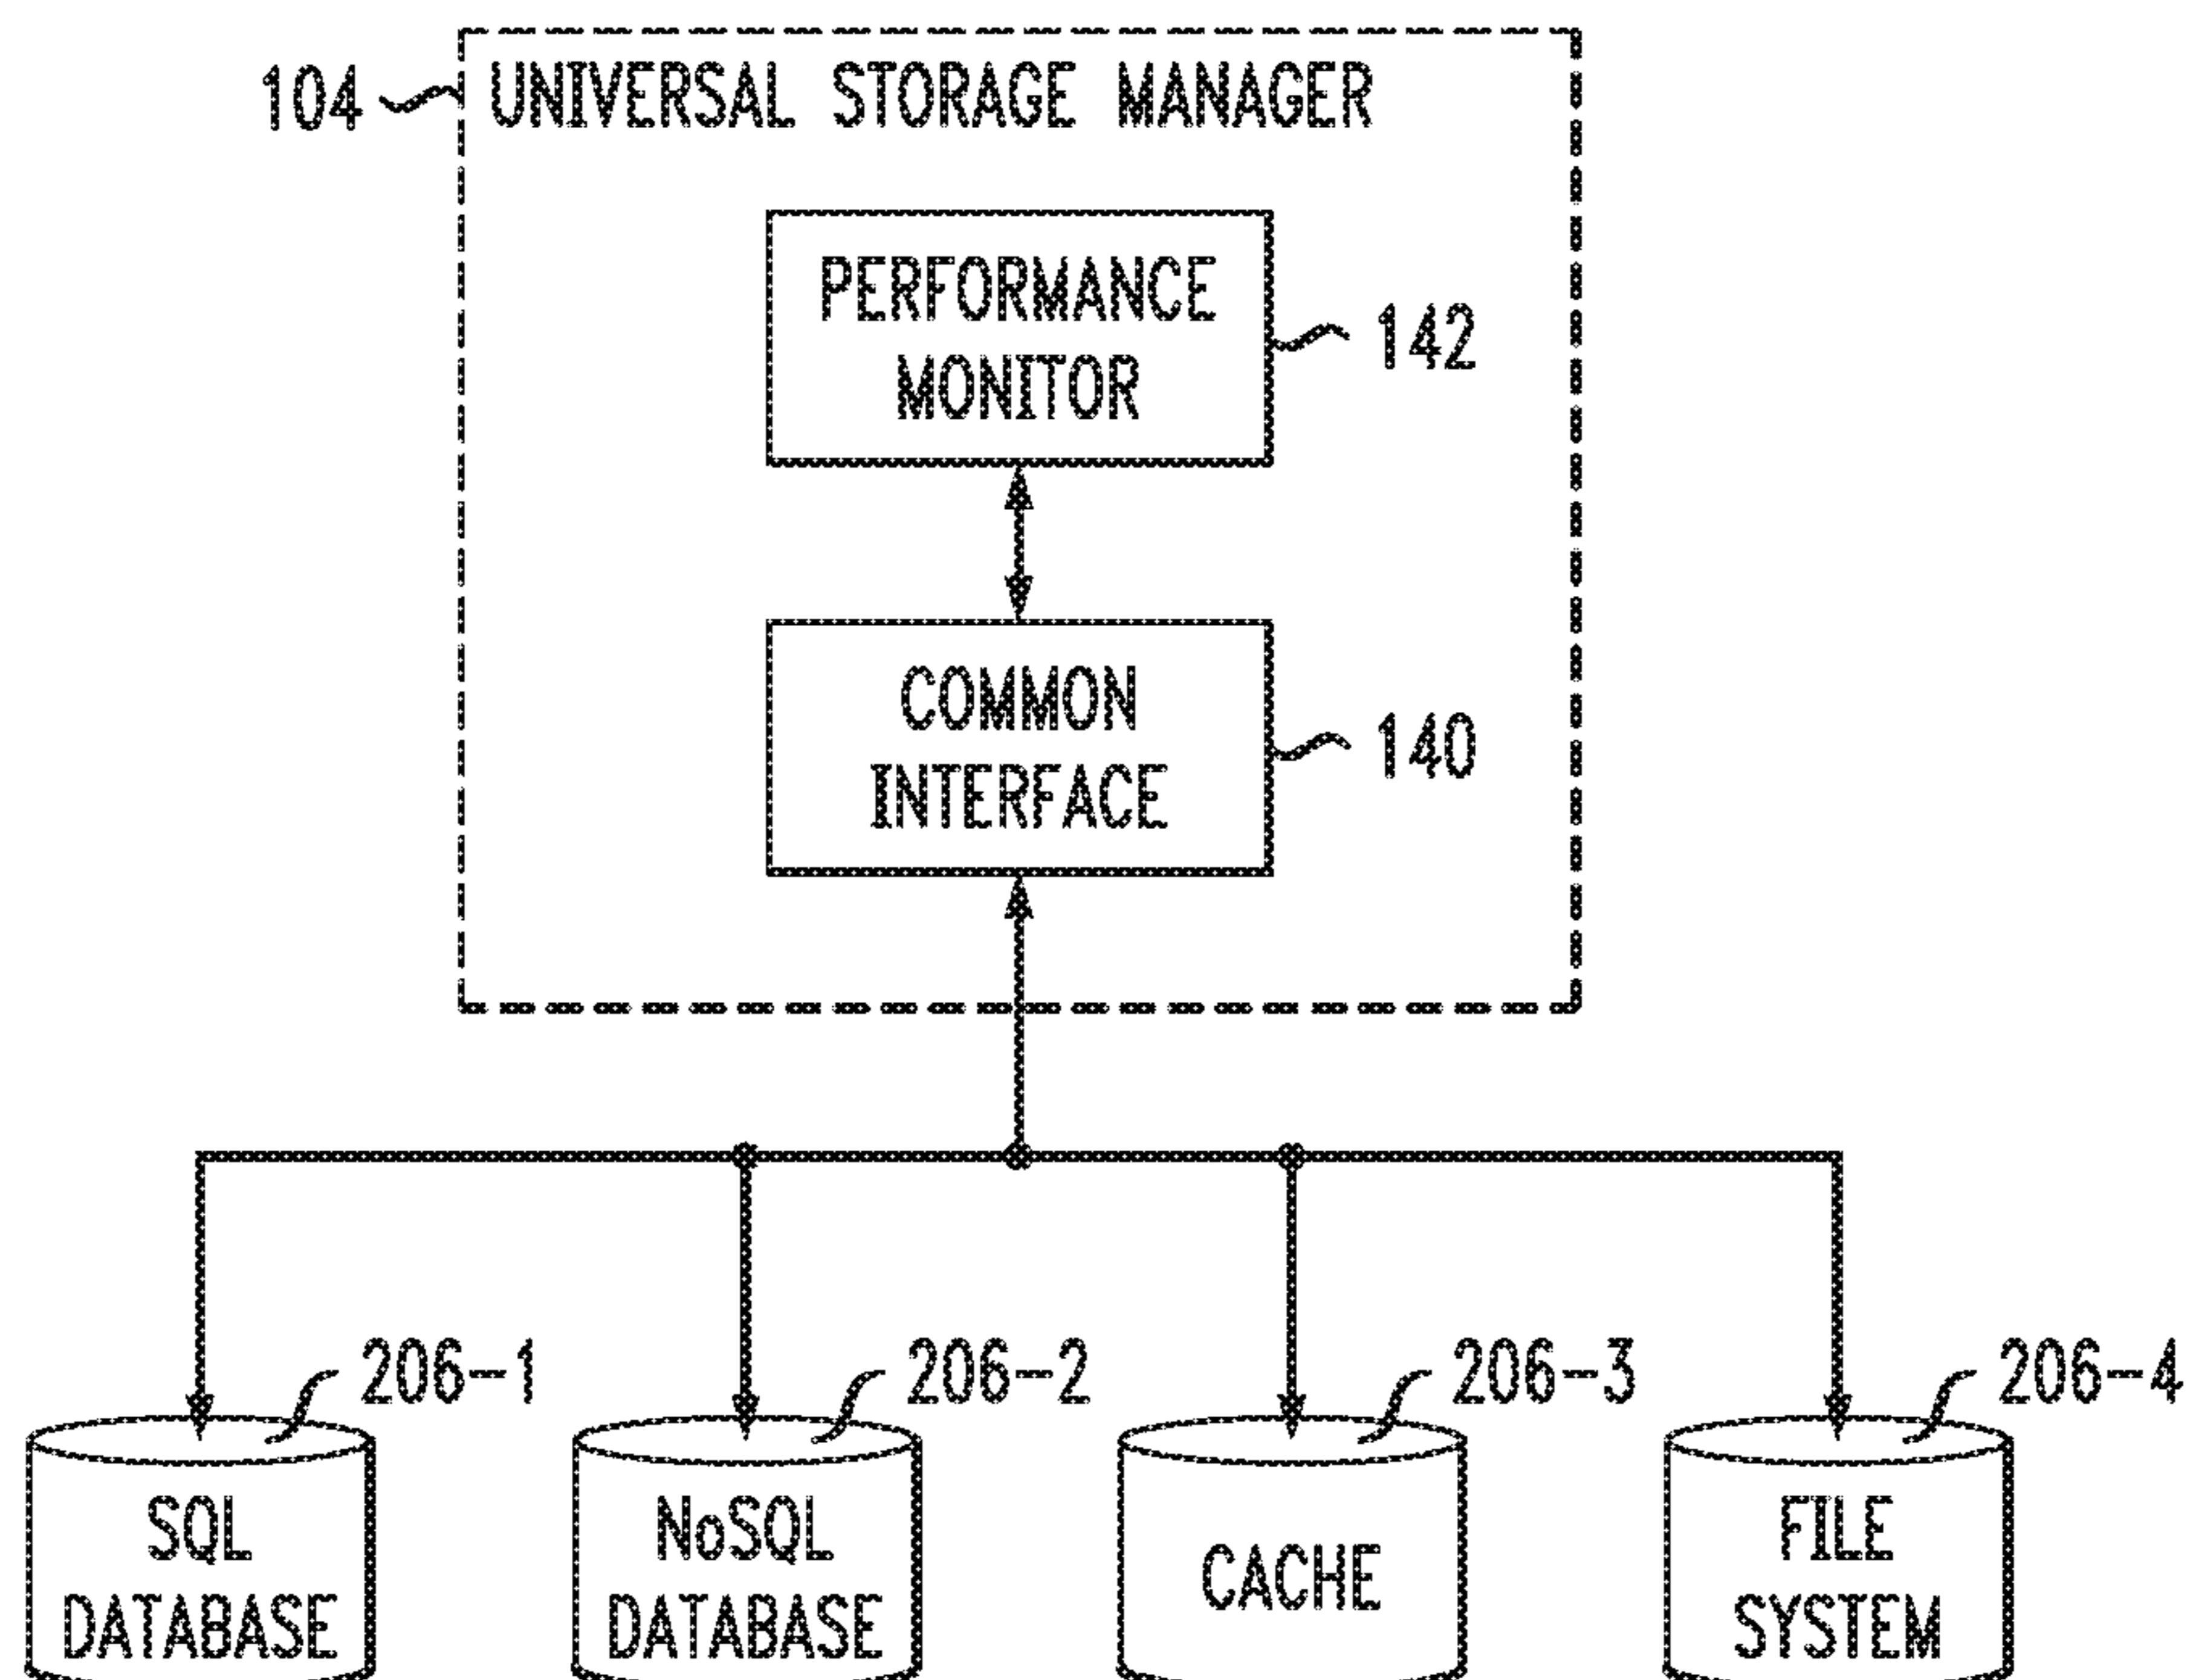 104
UNIVERSAL STORAGE MANAGER
PERFORMANCE
MONITOR
142
COMMON
INTERFACE
140
206-1
206-2
206-3
206-4
SQL
DATABASE
NoSQL
DATABASE
CACHE
FILE
SYSTEM